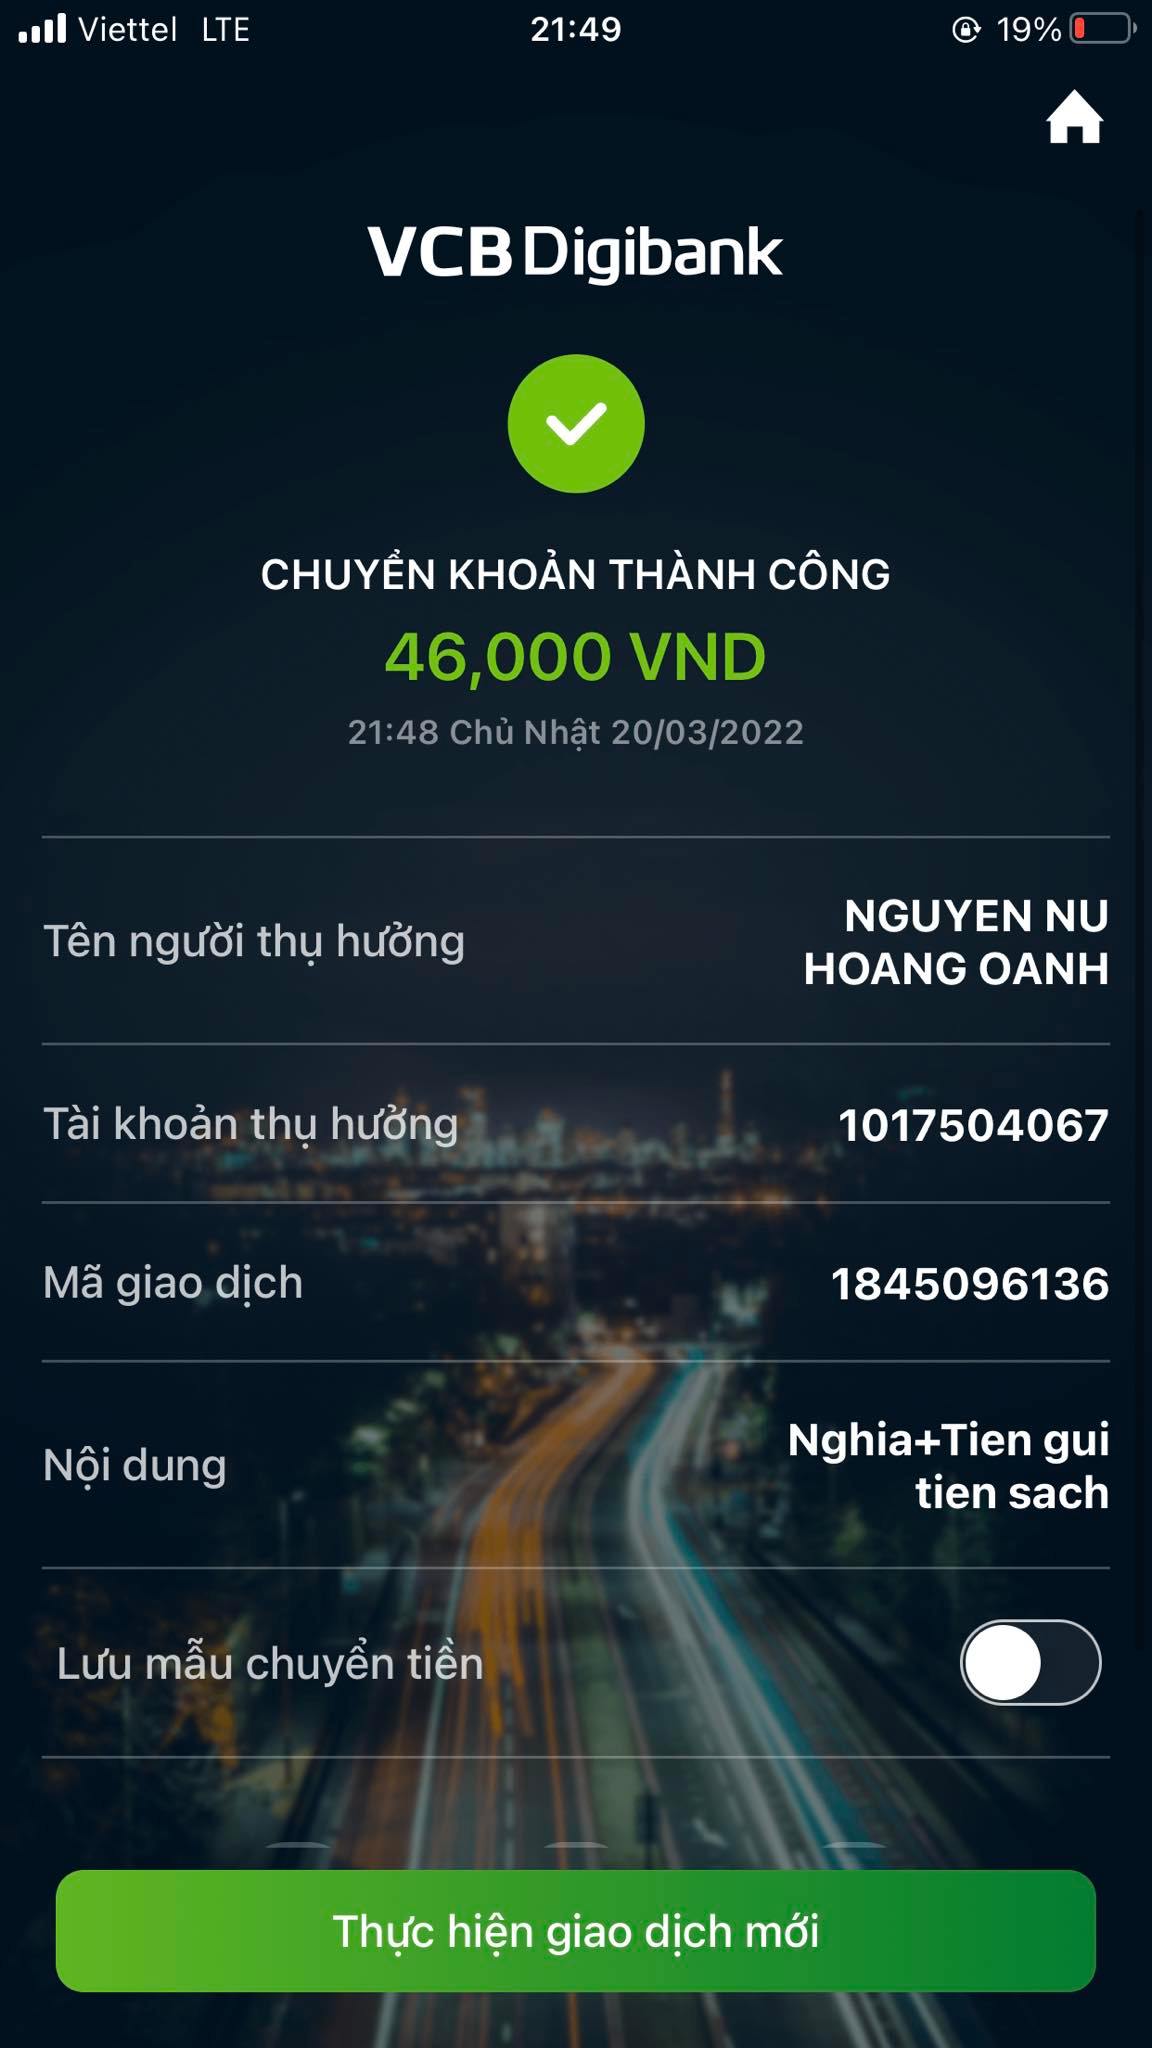 Viettel LTE 21:49 19%
VCB Digibank
CHUYỂN KHOẢN THÀNH CÔNG
46,000 VND
21:48 Chủ Nhật 20/03/2022
Tên người thụ hưởng
NGUYEN NU
HOANG OANH
Tài khoản thụ hưởng
1017504067
Mã giao dịch
1845096136
Nội dung
Nghia+Tien gui
tien sach
Lưu mẫu chuyển tiền
Thực hiện giao dịch mới